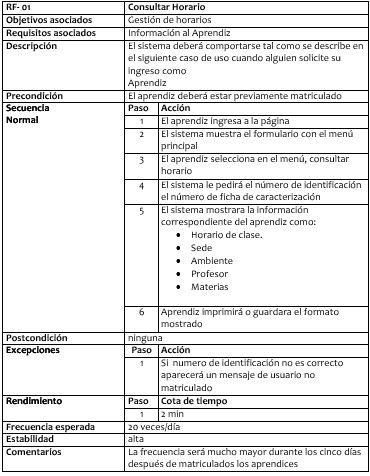 RF- 01 Consultar Horario
Objetivos asociados Gestión de horarios
Requisitos asociados Información al Aprendiz
Descripción El sistema deberá comportarse tal como se describe en
el siguiente caso de uso cuando alguien solicite su
ingreso como
Aprendiz
Precondición El aprendiz deberá estar previamente matriculado
Secuencia Paso Acción
Normal 1 El aprendiz ingresa a la página
2 El sistema muestra el formulario con el menú
principal
3 El aprendiz selecciona en el menú, consultar
horario
4 El sistema le pedirá el número de identificación
el número de ficha de caracterización
5 El sistema mostrara la información
correspondiente del aprendiz como:
• Horario de clase.
• Sede
• Ambiente
• Profesor
• Materias
6 Aprendiz imprimirá o guardara el formato
mostrado
Postcondición ninguna
Excepciones Paso Acción
1 Si numero de identificación no es correcto
aparecerá un mensaje de usuario no
matriculado
Rendimiento Paso Cota de tiempo
1 2 min
Frecuencia esperada 20 veces/día
Estabilidad alta
Comentarios La frecuencia será mucho mayor durante los cinco días
después de matriculados los aprendices